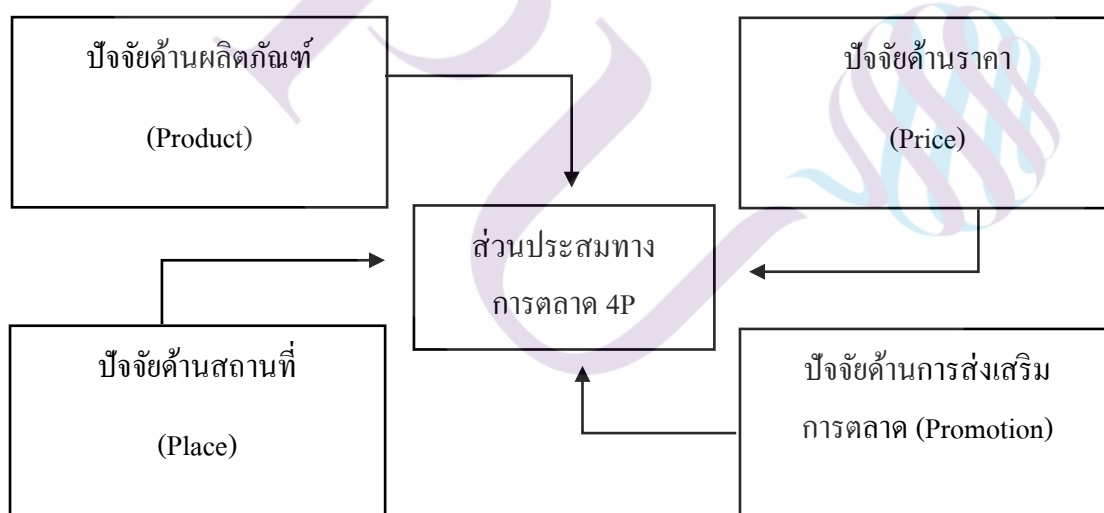 ปัจจัยด้านผลิตภัณฑ์
(Product)
ปัจจัยด้านราคา
(Price)
ส่วนประสมทาง
การตลาด 4P
ปัจจัยด้านสถานที่
(Place)
ปัจจัยด้านการส่งเสริม
การตลาด (Promotion)